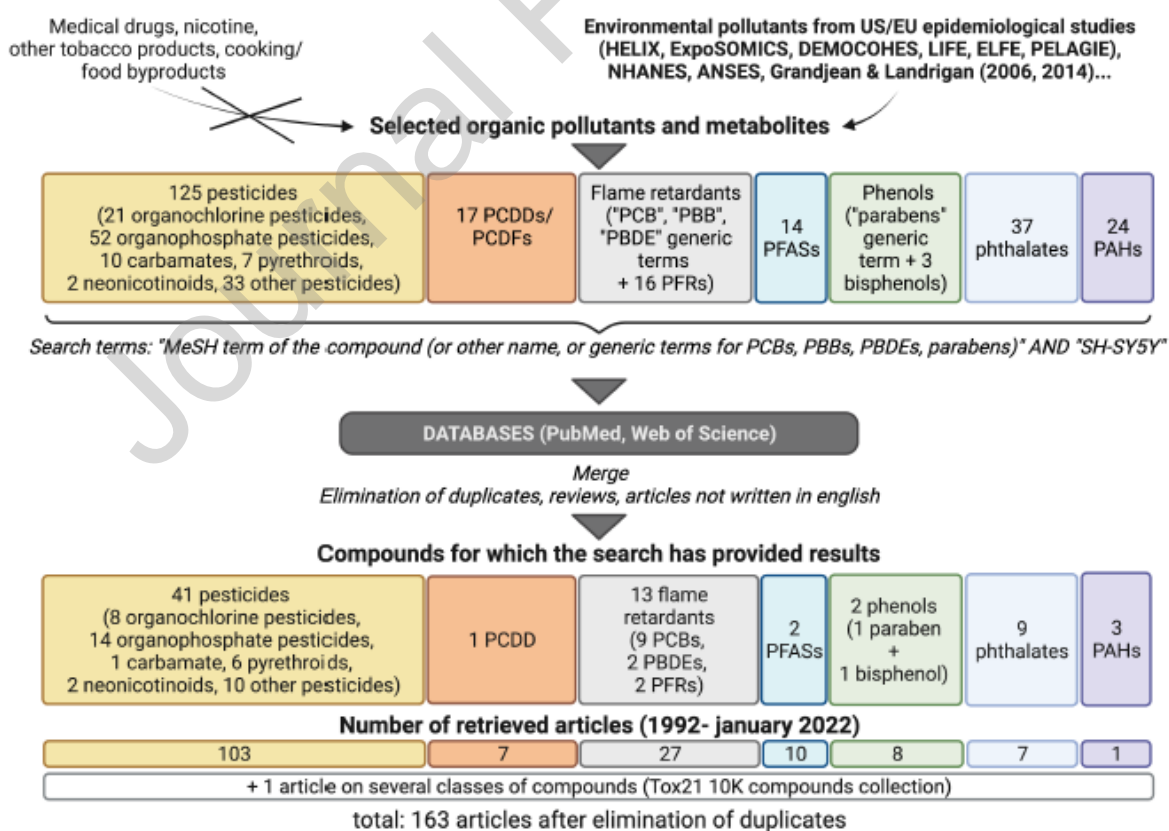 Medical drugs, nicotine,
other tobacco products, cooking/
food byproducts
Environmental pollutants from US/EU epidemiological studies
(HELIX, ExpoSOMICS, DEMOCOHES, LIFE, ELFE, PELAGIE),
NHANES, ANSES, Grandjean & Landrigan (2006, 2014)...
Selected organic pollutants and metabolites
125 pesticides
(21 organochlorine pesticides,
52 organophosphate pesticides,
10 carbamates, 7 pyrethroids,
2 neonicotinoids, 33 other pesticides)
17 PCDDs/
PCDFs
Flame retardants
("PCB", "PBB",
"PBDE" generic
terms
+ 16 PFRs)
14
PFASs
Phenols
("parabens"
generic
term + 3
bisphenols)
37
phthalates
24
PAHs
Search terms: "MeSH term of the compound (or other name, or generic terms for PCBs, PBBs, PBDEs, parabens)" AND "SH-SY5Y"
DATABASES (PubMed, Web of Science)
Merge
Elimination of duplicates, reviews, articles not written in english
Compounds for which the search has provided results
41 pesticides
(8 organochlorine pesticides,
14 organophosphate pesticides,
1 carbamate, 6 pyrethroids,
2 neonicotinoids, 10 other pesticides)
1 PCDD
13 flame
retardants
(9 PCBs,
2 PBDEs,
2 PFRs)
2
PFASs
2 phenols
(1 paraben
+
1 bisphenol)
9
phthalates
3
PAHs
Number of retrieved articles (1992- january 2022)
103
7
27
10
8
7
1
+ 1 article on several classes of compounds (Tox21 10K compounds collection)
total: 163 articles after elimination of duplicates
Journal P